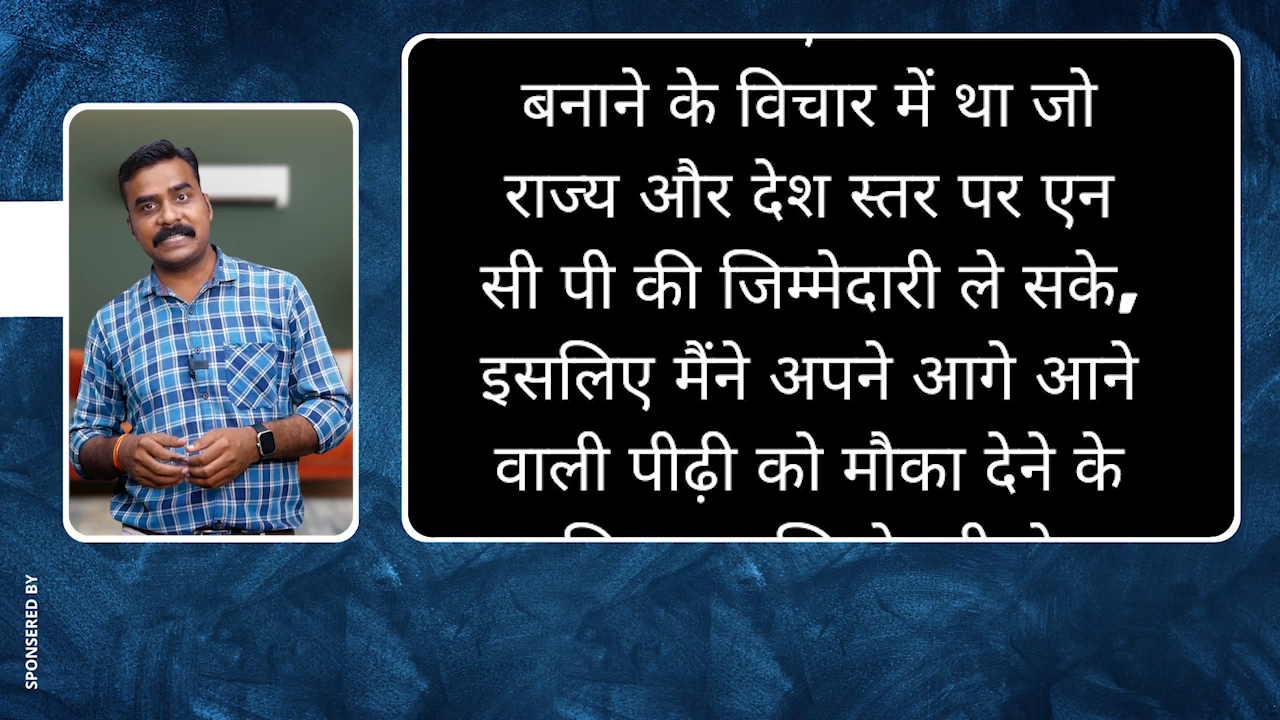 बनाने के विचार में था जो
राज्य और देश स्तर पर एन
सी पी की जिम्मेदारी ले सके,
इसलिए मैंने अपने आगे आने
वाली पीढ़ी को मौका देने के
SPONSERED BY